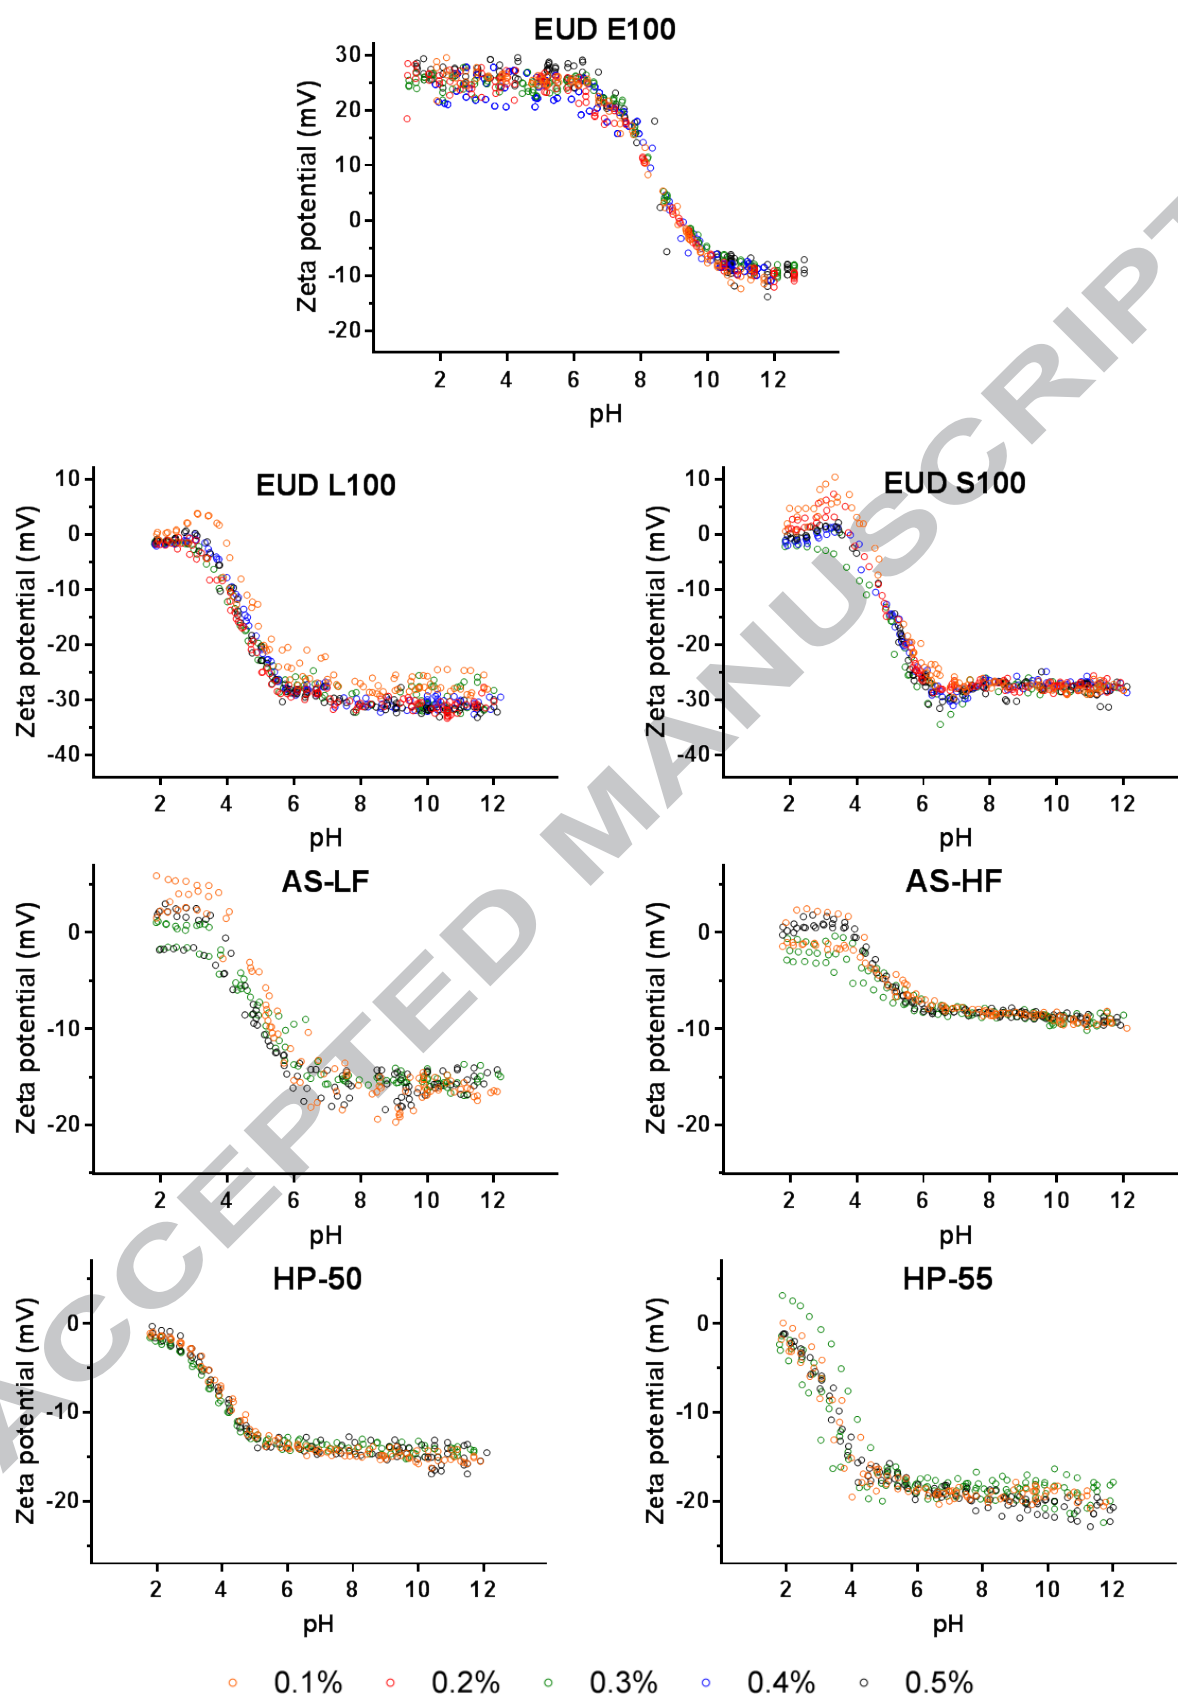 EUD E100
Zeta potential (mV)
30
20
10
0
-10
-20
2 4 6 8 10 12
pH
EUD L100
Zeta potential (mV)
10
0
-10
-20
-30
-40
2 4 6 8 10 12
pH
EUD S100
Zeta potential (mV)
10
0
-10
-20
-30
-40
2 4 6 8 10 12
pH
AS-LF
Zeta potential (mV)
0
-10
-20
2 4 6 8 10 12
pH
AS-HF
Zeta potential (mV)
0
-10
-20
2 4 6 8 10 12
pH
HP-50
Zeta potential (mV)
0
-10
-20
2 4 6 8 10 12
pH
HP-55
Zeta potential (mV)
0
-10
-20
2 4 6 8 10 12
pH
0.1% 0.2% 0.3% 0.4% 0.5%
ACCEPTED MANUSCRIPT